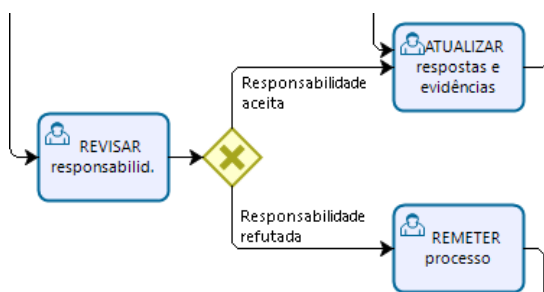 ATUALIZAR
respostas e
evidências
Responsabilidade
aceita
REVISAR
responsabilid.
Responsabilidade
refutada
REMETER
processo